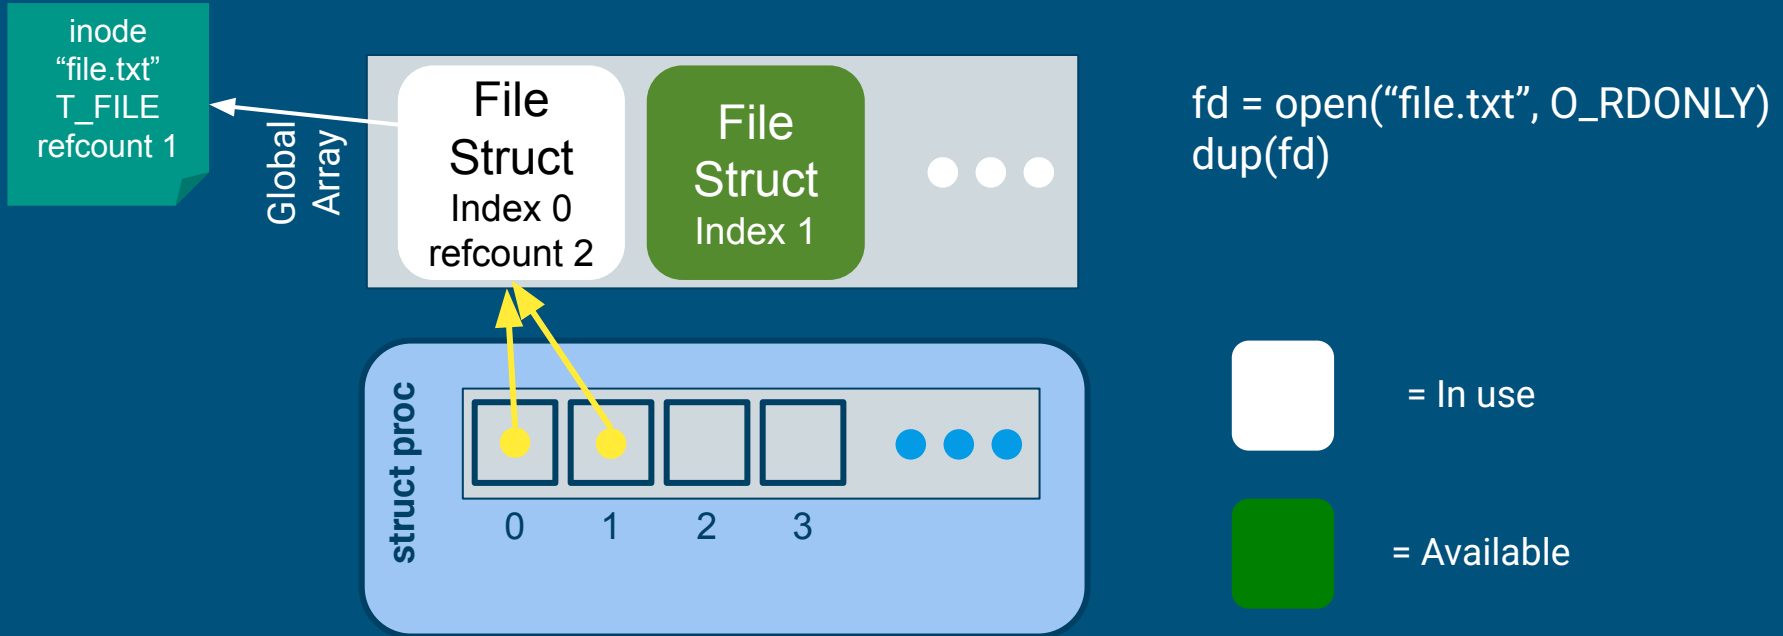 inode
“file.txt”
T_FILE
refcount 1
Global
Array
File
Struct
Index 0
refcount 2
File
Struct
Index 1
fd = open(“file.txt”, O_RDONLY)
dup(fd)
struct proc
0 1 2 3
= In use
= Available